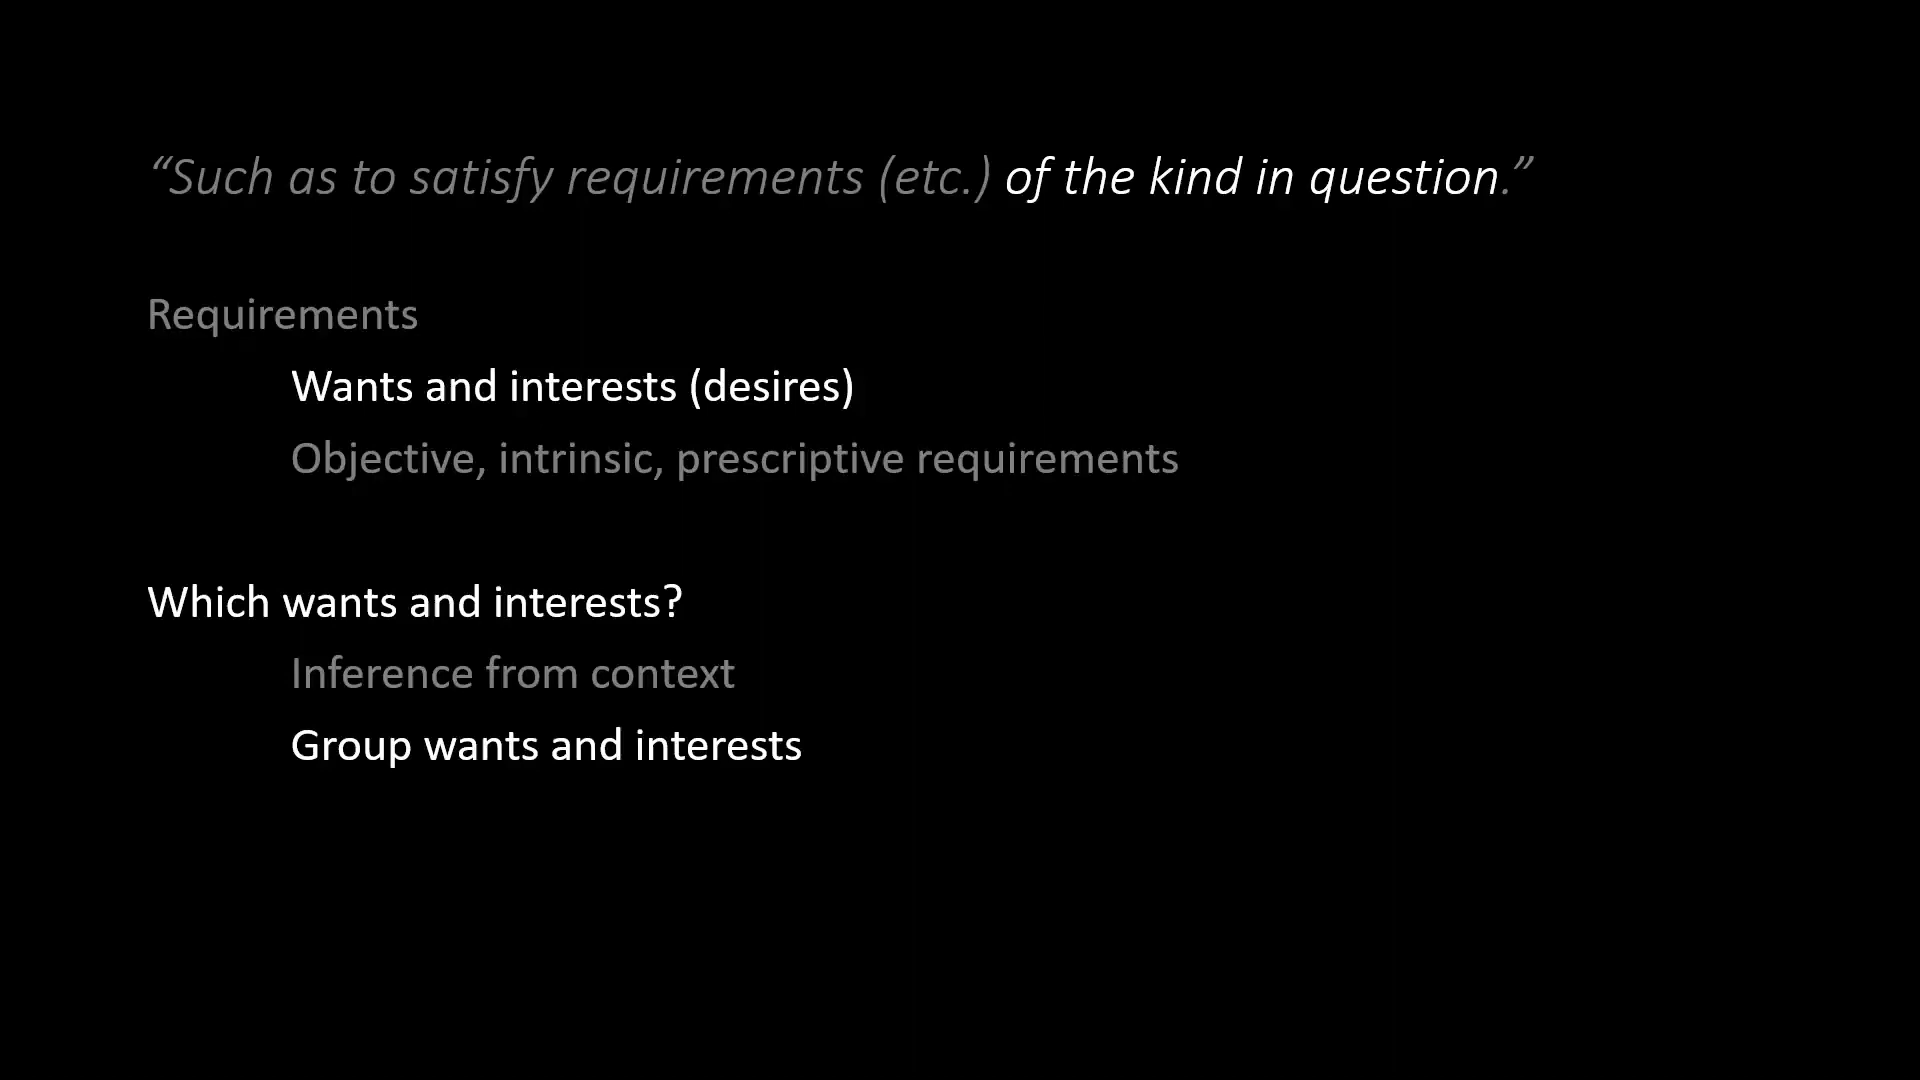 “Such as to satisfy requirements (etc.) of the kind in question.”
Requirements
Wants and interests (desires)
Objective, intrinsic, prescriptive requirements
Which wants and interests?
Inference from context
Group wants and interests